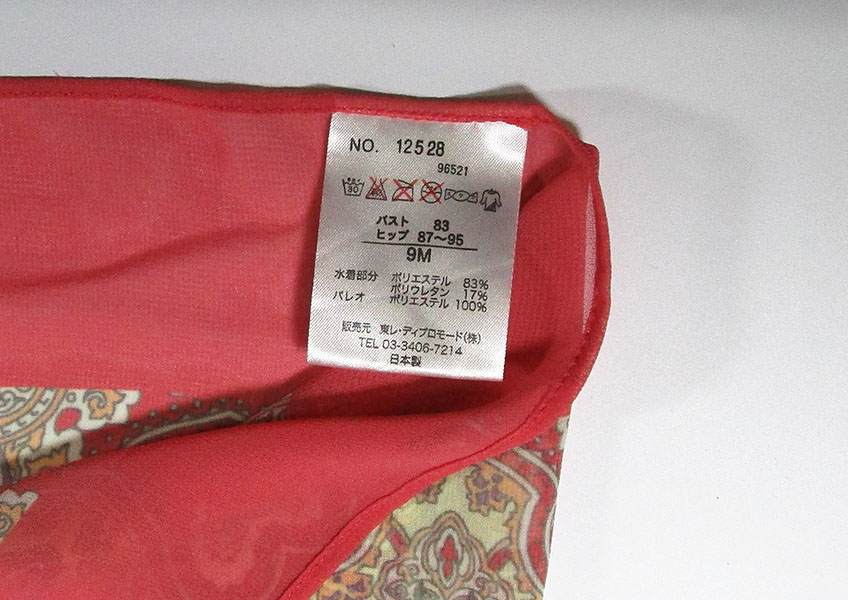 NO. 12528
96521
30
バスト 83
ヒップ 87〜95
9M
水着部分 ポリエステル 83%
ポリウレタン 17%
パレオ ポリエステル 100%
販売元 東レ・ディプロモード(株)
TEL 03-3406-7214
日本製